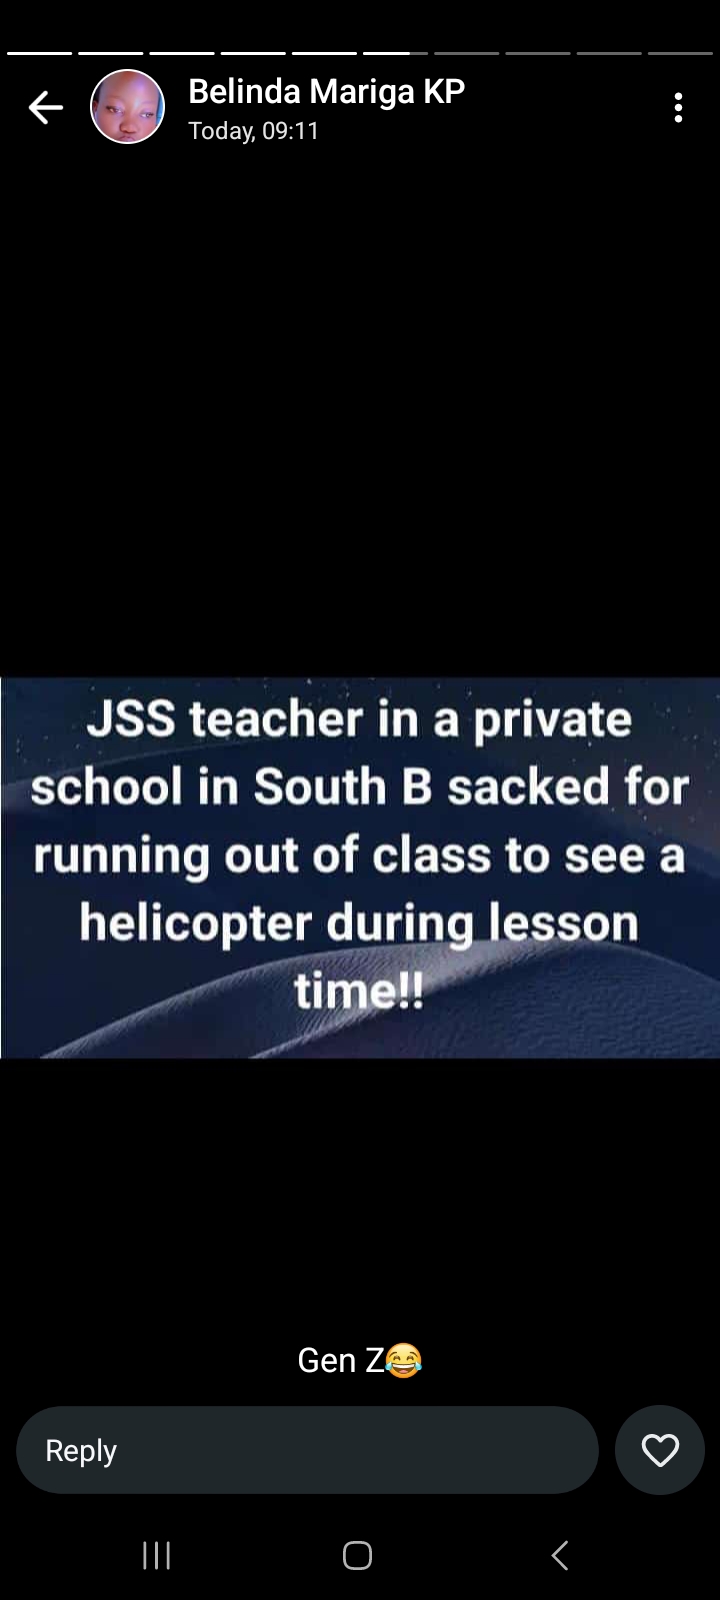 Belinda Mariga KP
Today, 09:11
JSS teacher in a private
school in South B sacked for
running out of class to see a
helicopter during lesson
time!!
Gen Z😂
Reply